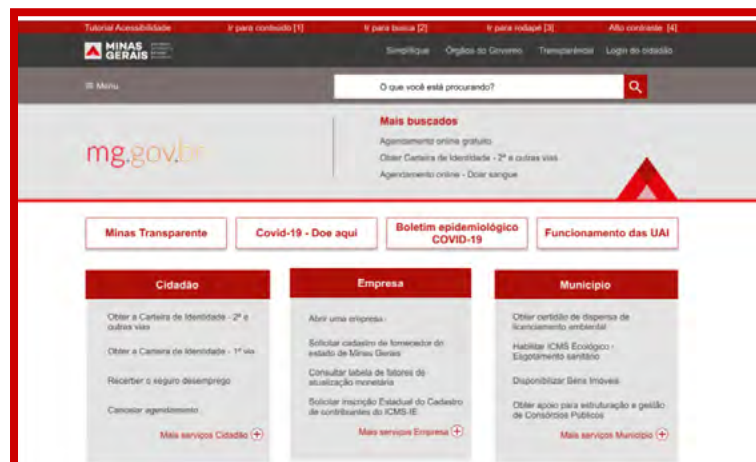 Tutorial Acessibilidade Ir para conteúdo [1] Ir para busca [2] Ir para rodapé [3] Alto contraste [4]
MINAS GERAIS
Simplifique Órgãos do Governo Transparência Login do cidadão
Menu
O que você está procurando?
Mais buscados
Agendamento online gratuito
Obter Carteira de Identidade - 2ª e outras vias
Agendamento online - Doar sangue
mg.gov.br
Minas Transparente
Covid-19 - Doe aqui
Boletim epidemiológico
COVID-19
Funcionamento das UAI
Cidadão
Obter a Carteira de Identidade - 2ª e
outras vias
Obter a Carteira de Identidade - 1ª via
Recerber o seguro desemprego
Cancelar agendamento
Mais serviços Cidadão
Empresa
Abrir uma empresa
Solicitar cadastro de fornecedor do
estado de Minas Gerais
Consultar tabela de fatores de
atualização monetária
Solicitar inscrição Estadual do Cadastro
de contribuintes do ICMS-IE
Mais serviços Empresa
Município
Obter certidão de dispensa de
licenciamento ambiental
Habilitar ICMS Ecológico -
Esgotamento sanitário
Disponibilizar Bens Imóveis
Obter apoio para estruturação e gestão
de Consórcios Públicos
Mais serviços Município